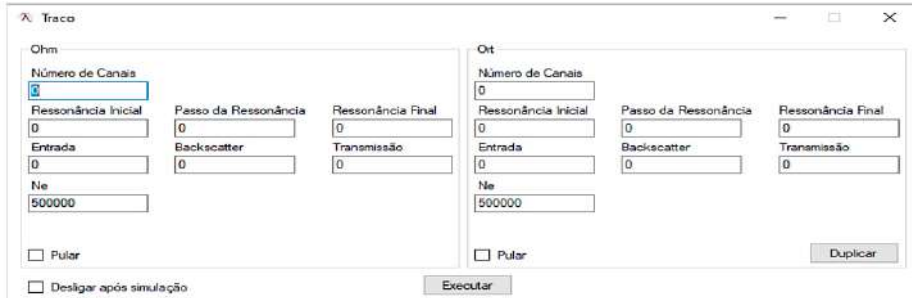 Traco
Ohm
Número de Canais
0
Ressonância Inicial Passo da Ressonância Ressonância Final
0 0 0
Entrada Backscatter Transmissão
0 0 0
Ne
500000
Pular
Ort
Número de Canais
0
Ressonância Inicial Passo da Ressonância Ressonância Final
0 0 0
Entrada Backscatter Transmissão
0 0 0
Ne
500000
Pular
Duplicar
Desligar após simulação
Executar